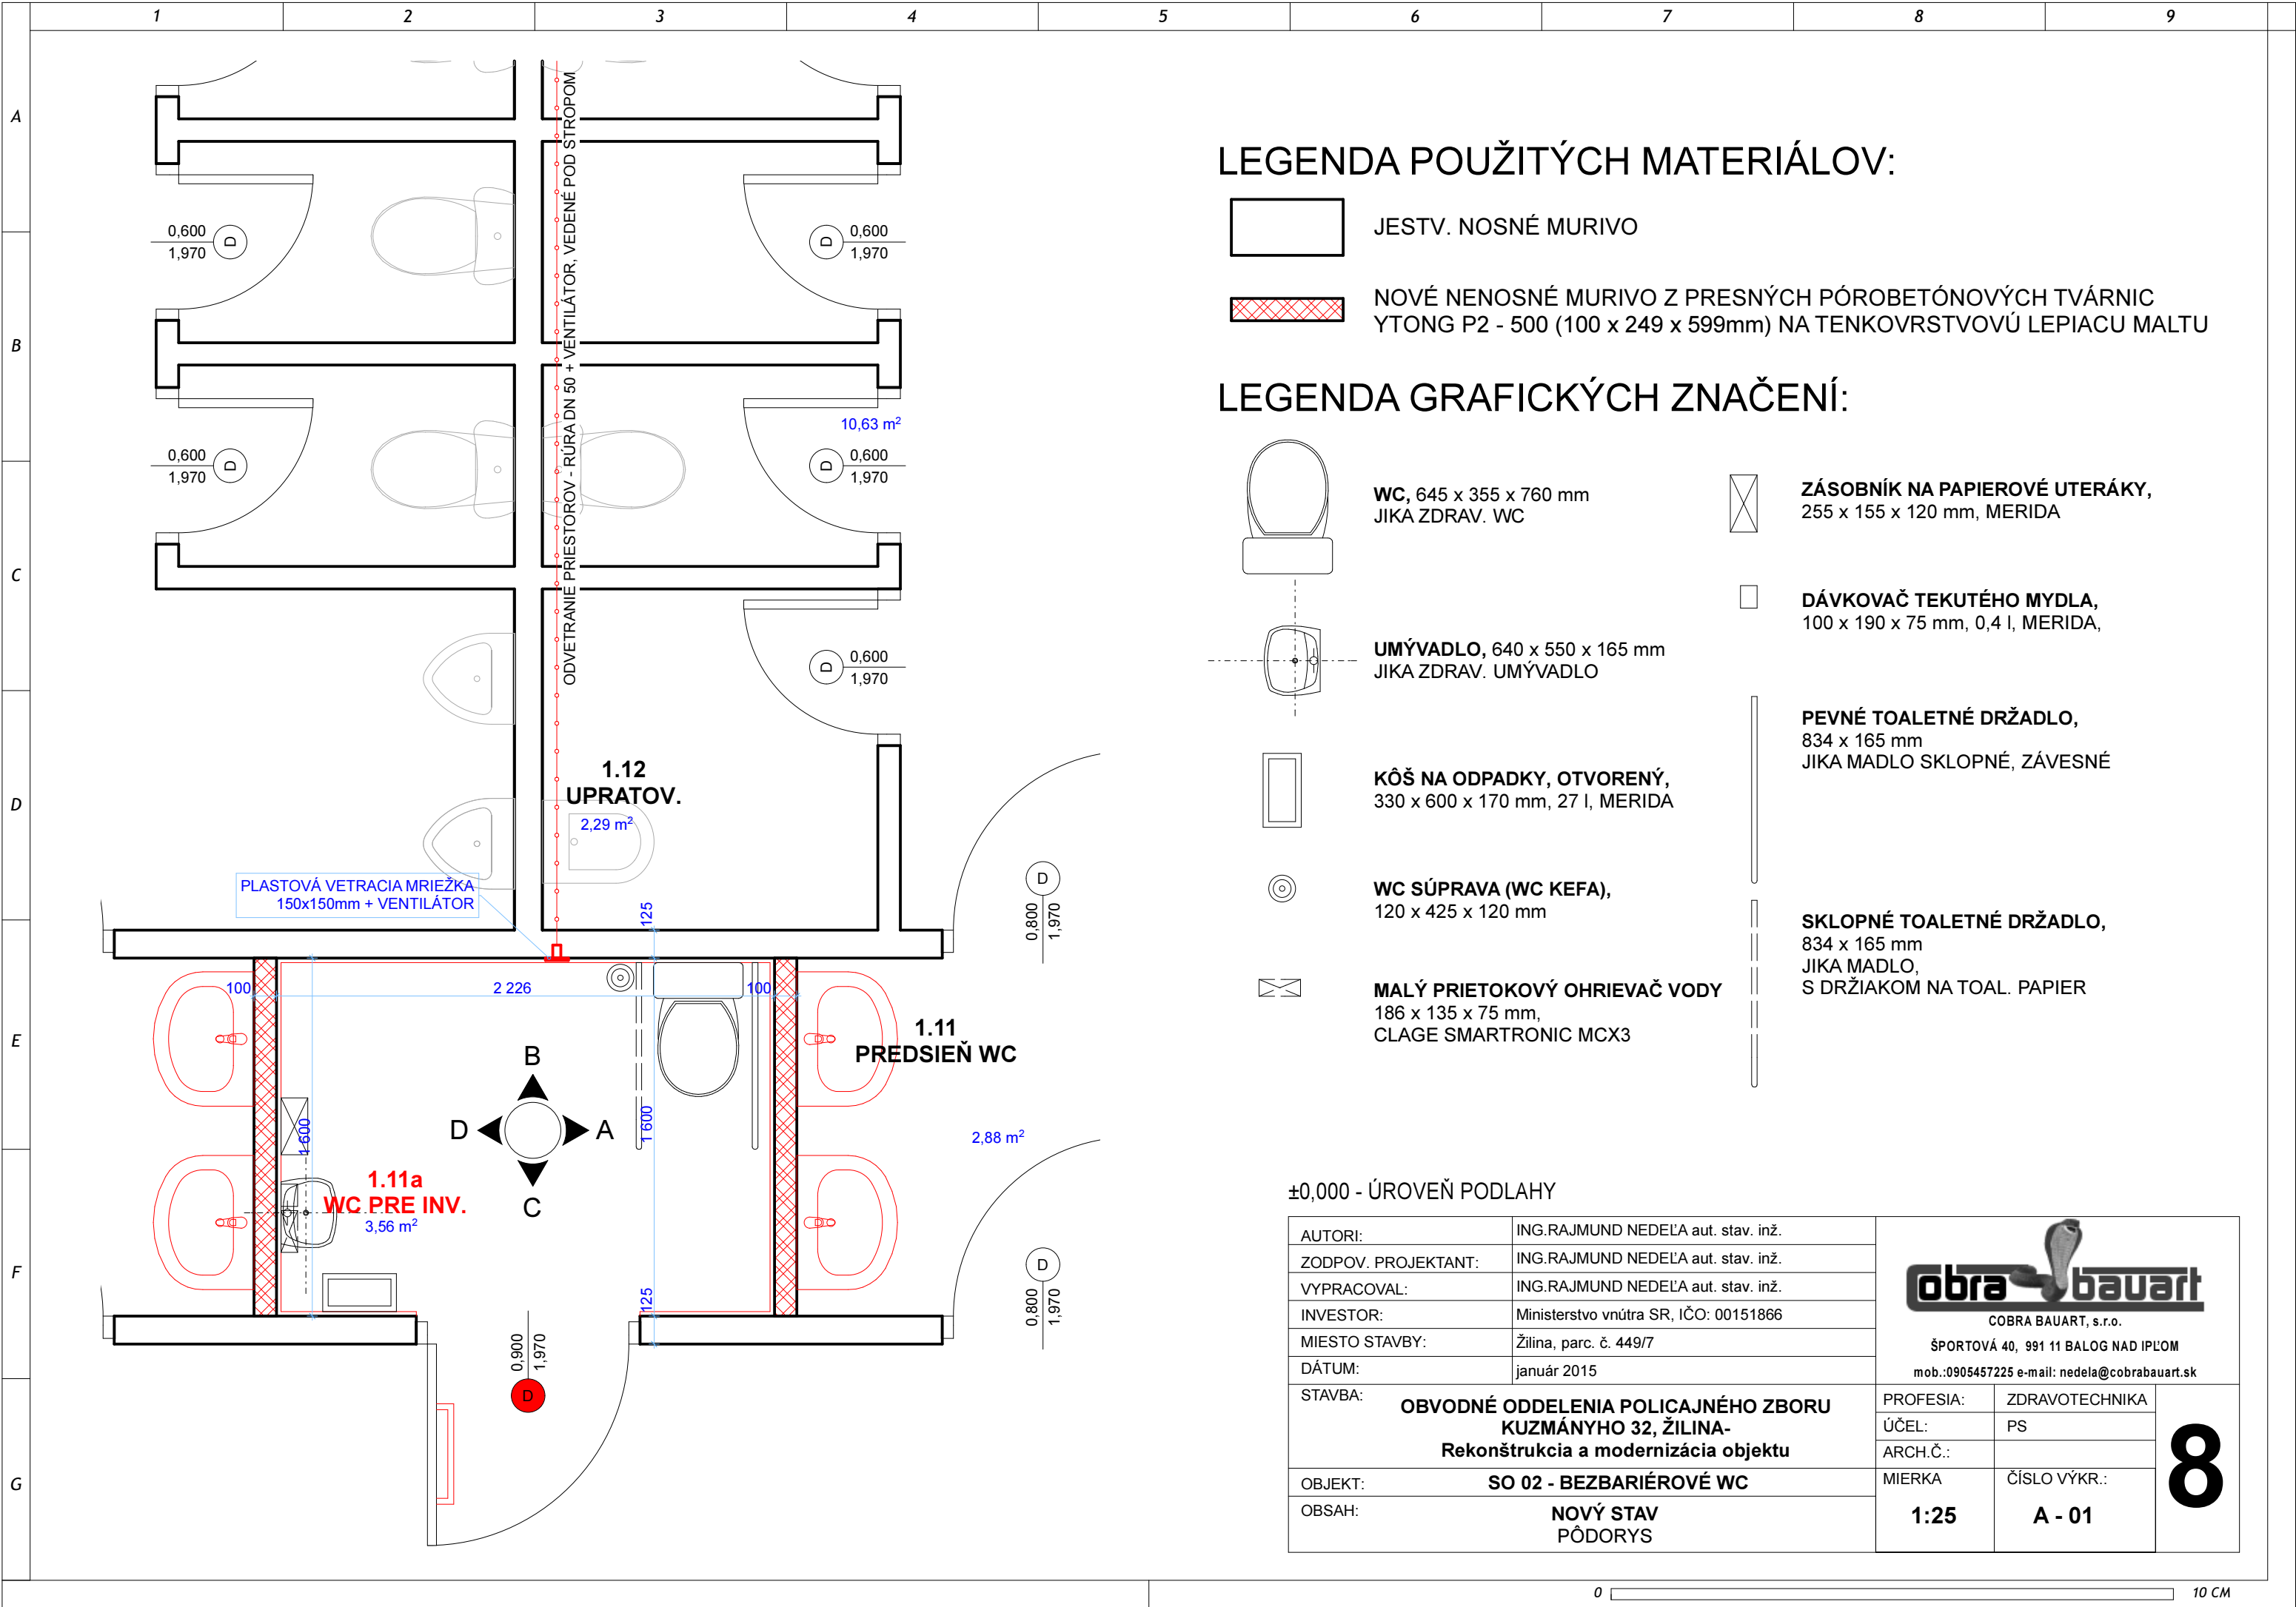 1 2 3 4 5 6 7 8 9
A
B
C
D
E
F
G
0,600
1,970
D
D
0,600
1,970
0,600
1,970
D
10,63 m²
D
0,600
1,970
D
0,600
1,970
ODVETRANIE PRIESTOROV - RÚRA DN 50 + VENTILÁTOR, VEDENÉ POD STROPOM
1.12
UPRATOV.
2,29 m²
PLASTOVÁ VETRACIA MRIEŽKA
150x150mm + VENTILÁTOR
125
D
0,800
1,970
100
2 226
100
1.11
PREDSIEŇ WC
2,88 m²
B
D
A
C
1 600
1 600
1.11a
WC PRE INV.
3,56 m²
125
0,900
1,970
D
D
0,800
1,970
LEGENDA POUŽITÝCH MATERIÁLOV:
JESTV. NOSNÉ MURIVO
NOVÉ NENOSNÉ MURIVO Z PRESNÝCH PÓROBETÓNOVÝCH TVÁRNIC
YTONG P2 - 500 (100 x 249 x 599mm) NA TENKOVRSTVOVÚ LEPIACU MALTU
LEGENDA GRAFICKÝCH ZNAČENÍ:
WC, 645 x 355 x 760 mm
JIKA ZDRAV. WC
UMÝVADLO, 640 x 550 x 165 mm
JIKA ZDRAV. UMÝVADLO
KÔŠ NA ODPADKY, OTVORENÝ,
330 x 600 x 170 mm, 27 l, MERIDA
WC SÚPRAVA (WC KEFA),
120 x 425 x 120 mm
MALÝ PRIETOKOVÝ OHRIEVAČ VODY
186 x 135 x 75 mm,
CLAGE SMARTRONIC MCX3
ZÁSOBNÍK NA PAPIEROVÉ UTERÁKY,
255 x 155 x 120 mm, MERIDA
DÁVKOVAČ TEKUTÉHO MYDLA,
100 x 190 x 75 mm, 0,4 l, MERIDA,
PEVNÉ TOALETNÉ DRŽADLO,
834 x 165 mm
JIKA MADLO SKLOPNÉ, ZÁVESNÉ
SKLOPNÉ TOALETNÉ DRŽADLO,
834 x 165 mm
JIKA MADLO,
S DRŽIAKOM NA TOAL. PAPIER
±0,000 - ÚROVEŇ PODLAHY
AUTORI: ING.RAJMUND NEDEĽA aut. stav. inž.
ZODPOV. PROJEKTANT: ING.RAJMUND NEDEĽA aut. stav. inž.
VYPRACOVAL: ING.RAJMUND NEDEĽA aut. stav. inž.
INVESTOR: Ministerstvo vnútra SR, IČO: 00151866
MIESTO STAVBY: Žilina, parc. č. 449/7
DÁTUM: január 2015
STAVBA: OBVODNÉ ODDELENIA POLICAJNÉHO ZBORU
KUZMÁNYHO 32, ŽILINA-
Rekonštrukcia a modernizácia objektu
OBJEKT: SO 02 - BEZBARIÉROVÉ WC
OBSAH: NOVÝ STAV
PÔDORYS
Cobra bauart
COBRA BAUART, s.r.o.
ŠPORTOVÁ 40, 991 11 BALOG NAD IPĽOM
mob.:0905457225 e-mail: nedela@cobrabauart.sk
PROFESIA: ZDRAVOTECHNIKA
ÚČEL: PS
ARCH.Č.:
MIERKA ČÍSLO VÝKR.:
1:25 A - 01
8
0 10 CM